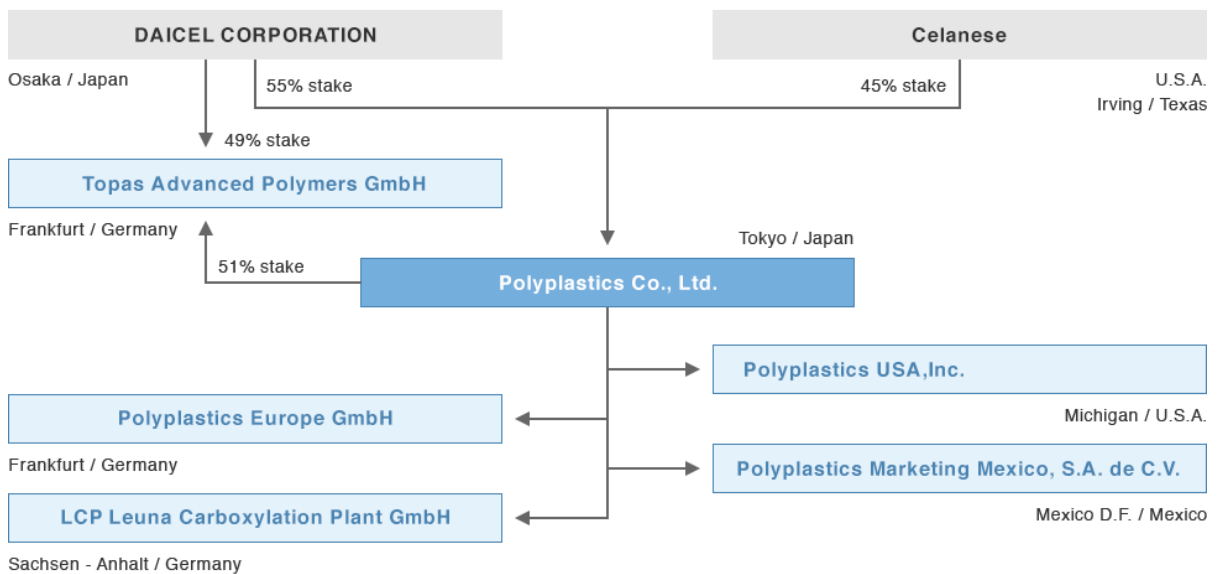 DAICEL CORPORATION
Celanese
Osaka / Japan
55% stake
45% stake
U.S.A.
Irving / Texas
49% stake
Topas Advanced Polymers GmbH
Frankfurt / Germany
51% stake
Tokyo / Japan
Polyplastics Co., Ltd.
Polyplastics USA,Inc.
Michigan / U.S.A.
Polyplastics Europe GmbH
Frankfurt / Germany
Polyplastics Marketing Mexico, S.A. de C.V.
Mexico D.F. / Mexico
LCP Leuna Carboxylation Plant GmbH
Sachsen - Anhalt / Germany